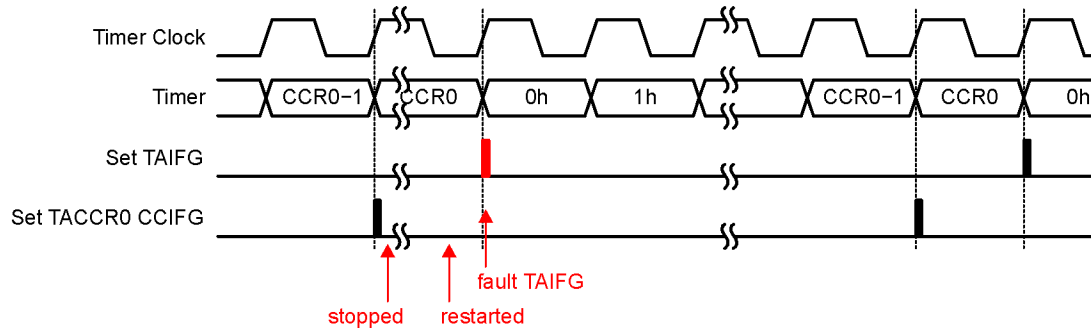 Timer Clock
Timer
CCR0−1
CCR0
0h
1h
CCR0−1
CCR0
0h
Set TAIFG
Set TACCR0 CCIFG
fault TAIFG
stopped
restarted